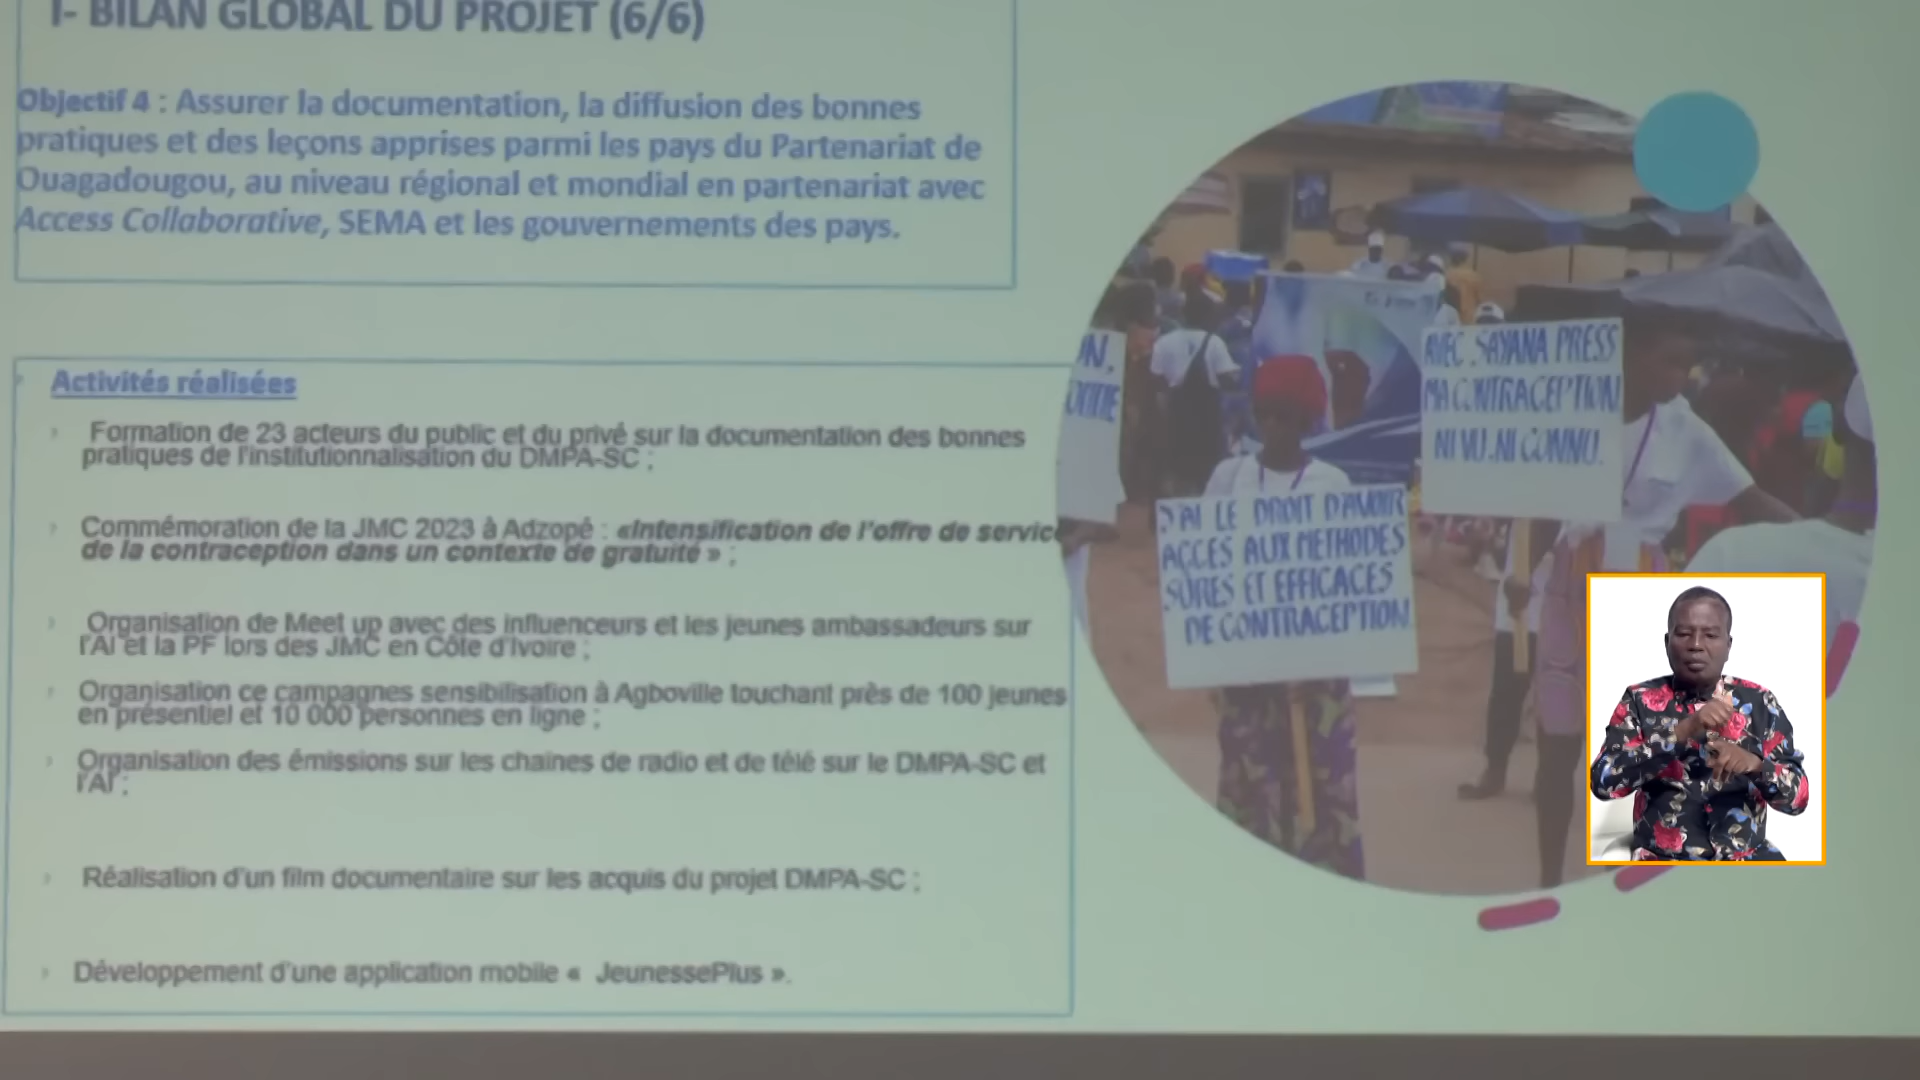 I- BILAN GLOBAL DU PROJET (6/6)
Objectif 4 : Assurer la documentation, la diffusion des bonnes
pratiques et des leçons apprises parmi les pays du Partenariat de
Ouagadougou, au niveau régional et mondial en partenariat avec
Access Collaborative, SEMA et les gouvernements des pays.
Activités réalisées
Formation de 23 acteurs du public et du privé sur la documentation des bonnes
pratiques de l'institutionnalisation du DMPA-SC ;
Commémoration de la JMC 2023 à Adzopé : «Intensification de l'offre de service
de la contraception dans un contexte de gratuité » ;
Organisation de Meet up avec des influenceurs et les jeunes ambassadeurs sur
l'AI et la PF lors des JMC en Côte d'Ivoire ;
Organisation ce campagnes sensibilisation à Agboville touchant près de 100 jeunes
en présentiel et 10 000 personnes en ligne ;
Organisation des émissions sur les chaines de radio et de télé sur le DMPA-SC et
l'AI ;
Réalisation d'un film documentaire sur les acquis du projet DMPA-SC ;
Développement d'une application mobile « JeunessePlus ».
AVEC SAYANA PRESS
MA CONTRACEPTION
NI VU.NI CONNU.
J'AI LE DROIT D'AVOIR
ACCES AUX METHODES
SÛRES ET EFFICACES
DE CONTRACEPTION